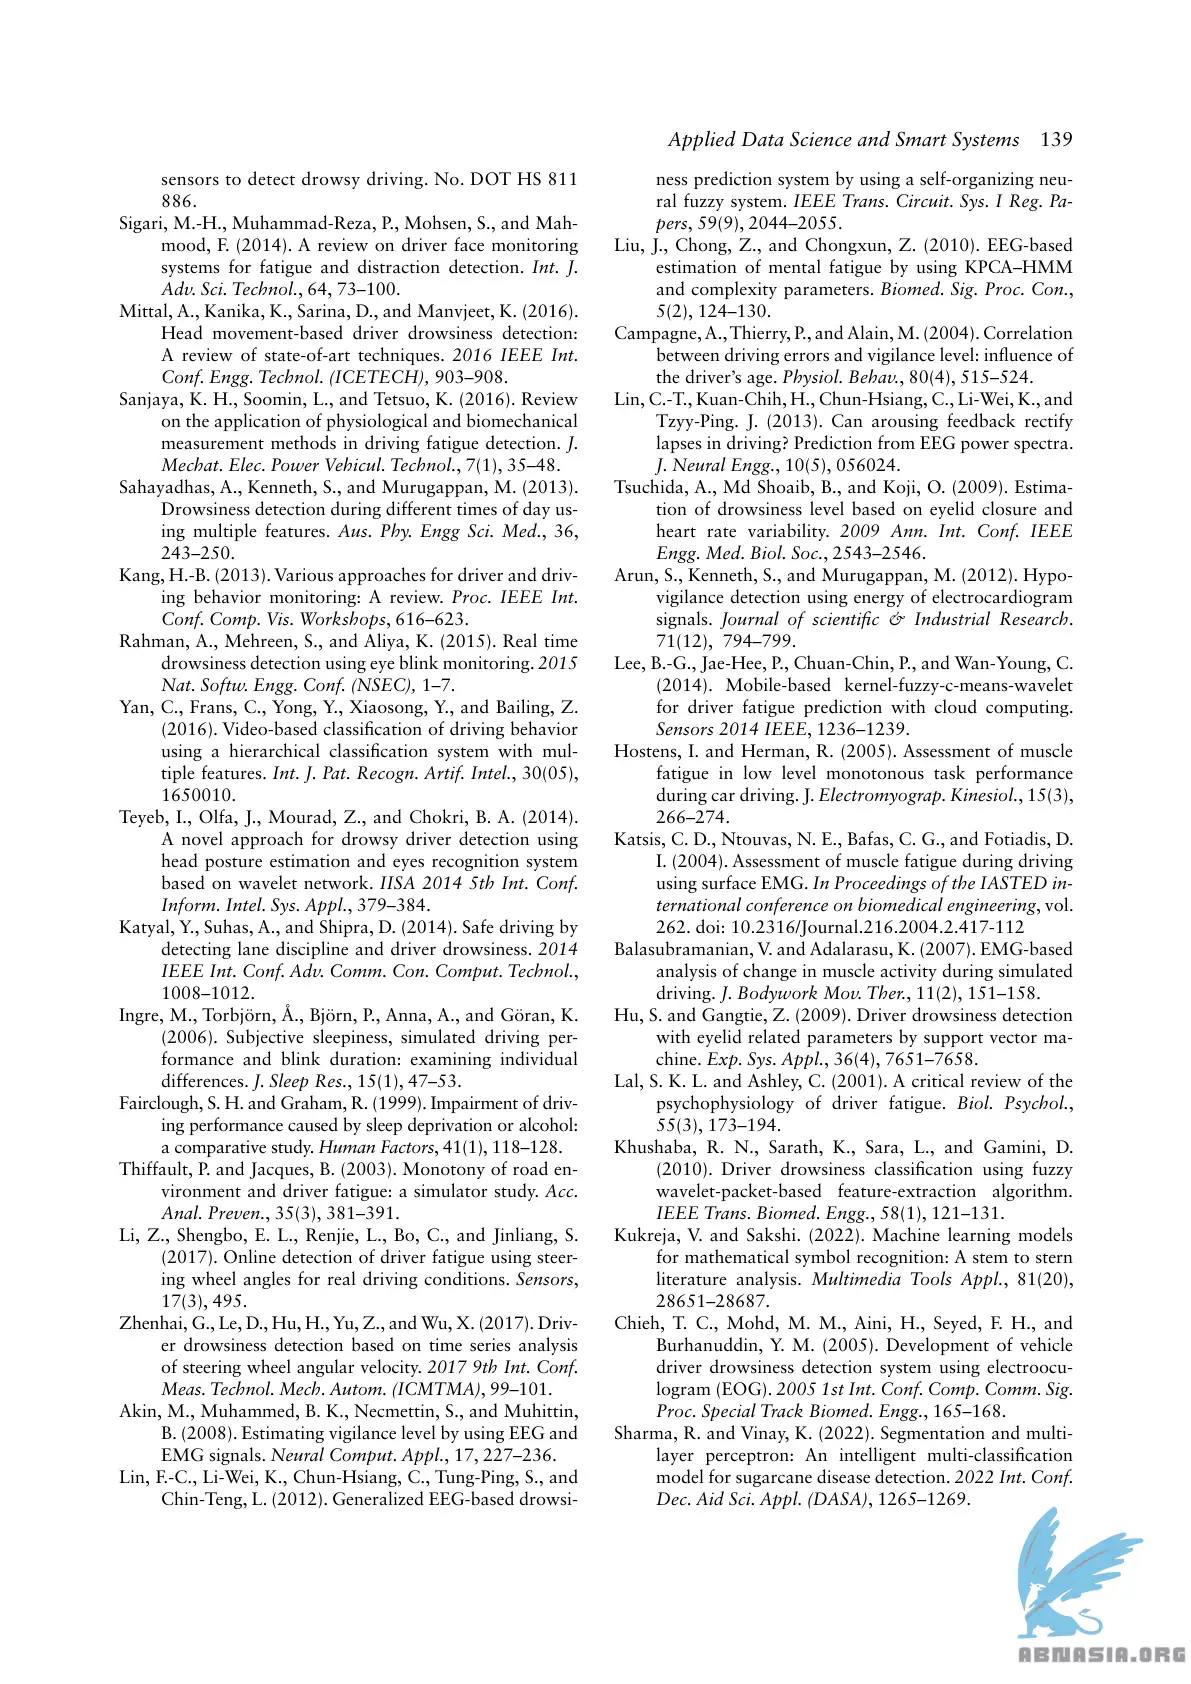 Applied Data Science and Smart Systems 139
sensors to detect drowsy driving. No. DOT HS 811
886.
Sigari, M.-H., Muhammad-Reza, P., Mohsen, S., and Mah-
mood, F. (2014). A review on driver face monitoring
systems for fatigue and distraction detection. Int. J.
Adv. Sci. Technol., 64, 73–100.
Mittal, A., Kanika, K., Sarina, D., and Manvjeet, K. (2016).
Head movement-based driver drowsiness detection:
A review of state-of-art techniques. 2016 IEEE Int.
Conf. Engg. Technol. (ICETECH), 903–908.
Sanjaya, K. H., Soomin, L., and Tetsuo, K. (2016). Review
on the application of physiological and biomechanical
measurement methods in driving fatigue detection. J.
Mechat. Elec. Power Vehicul. Technol., 7(1), 35–48.
Sahayadhas, A., Kenneth, S., and Murugappan, M. (2013).
Drowsiness detection during different times of day us-
ing multiple features. Aus. Phy. Engg Sci. Med., 36,
243–250.
Kang, H.-B. (2013). Various approaches for driver and driv-
ing behavior monitoring: A review. Proc. IEEE Int.
Conf. Comp. Vis. Workshops, 616–623.
Rahman, A., Mehreen, S., and Aliya, K. (2015). Real time
drowsiness detection using eye blink monitoring. 2015
Nat. Softw. Engg. Conf. (NSEC), 1–7.
Yan, C., Frans, C., Yong, Y., Xiaosong, Y., and Bailing, Z.
(2016). Video-based classification of driving behavior
using a hierarchical classification system with mul-
tiple features. Int. J. Pat. Recogn. Artif. Intel., 30(05),
1650010.
Teyeb, I., Olfa, J., Mourad, Z., and Chokri, B. A. (2014).
A novel approach for drowsy driver detection using
head posture estimation and eyes recognition system
based on wavelet network. IISA 2014 5th Int. Conf.
Inform. Intel. Sys. Appl., 379–384.
Katyal, Y., Suhas, A., and Shipra, D. (2014). Safe driving by
detecting lane discipline and driver drowsiness. 2014
IEEE Int. Conf. Adv. Comm. Con. Comput. Technol.,
1008–1012.
Ingre, M., Torbjörn, Å., Björn, P., Anna, A., and Göran, K.
(2006). Subjective sleepiness, simulated driving per-
formance and blink duration: examining individual
differences. J. Sleep Res., 15(1), 47–53.
Fairclough, S. H. and Graham, R. (1999). Impairment of driv-
ing performance caused by sleep deprivation or alcohol:
a comparative study. Human Factors, 41(1), 118–128.
Thiffault, P. and Jacques, B. (2003). Monotony of road en-
vironment and driver fatigue: a simulator study. Acc.
Anal. Preven., 35(3), 381–391.
Li, Z., Shengbo, E. L., Renjie, L., Bo, C., and Jinliang, S.
(2017). Online detection of driver fatigue using steer-
ing wheel angles for real driving conditions. Sensors,
17(3), 495.
Zhenhai, G., Le, D., Hu, H., Yu, Z., and Wu, X. (2017). Driv-
er drowsiness detection based on time series analysis
of steering wheel angular velocity. 2017 9th Int. Conf.
Meas. Technol. Mech. Autom. (ICMTMA), 99–101.
Akin, M., Muhammed, B. K., Necmettin, S., and Muhittin,
B. (2008). Estimating vigilance level by using EEG and
EMG signals. Neural Comput. Appl., 17, 227–236.
Lin, F.-C., Li-Wei, K., Chun-Hsiang, C., Tung-Ping, S., and
Chin-Teng, L. (2012). Generalized EEG-based drowsi-
ness prediction system by using a self-organizing neu-
ral fuzzy system. IEEE Trans. Circuit. Sys. I Reg. Pa-
pers, 59(9), 2044–2055.
Liu, J., Chong, Z., and Chongxun, Z. (2010). EEG-based
estimation of mental fatigue by using KPCA–HMM
and complexity parameters. Biomed. Sig. Proc. Con.,
5(2), 124–130.
Campagne, A., Thierry, P., and Alain, M. (2004). Correlation
between driving errors and vigilance level: influence of
the driver's age. Physiol. Behav., 80(4), 515–524.
Lin, C.-T., Kuan-Chih, H., Chun-Hsiang, C., Li-Wei, K., and
Tzyy-Ping. J. (2013). Can arousing feedback rectify
lapses in driving? Prediction from EEG power spectra.
J. Neural Engg., 10(5), 056024.
Tsuchida, A., Md Shoaib, B., and Koji, O. (2009). Estima-
tion of drowsiness level based on eyelid closure and
heart rate variability. 2009 Ann. Int. Conf. IEEE
Engg. Med. Biol. Soc., 2543–2546.
Arun, S., Kenneth, S., and Murugappan, M. (2012). Hypo-
vigilance detection using energy of electrocardiogram
signals. Journal of scientific & Industrial Research.
71(12), 794–799.
Lee, B.-G., Jae-Hee, P., Chuan-Chin, P., and Wan-Young, C.
(2014). Mobile-based kernel-fuzzy-c-means-wavelet
for driver fatigue prediction with cloud computing.
Sensors 2014 IEEE, 1236–1239.
Hostens, I. and Herman, R. (2005). Assessment of muscle
fatigue in low level monotonous task performance
during car driving. J. Electromyograp. Kinesiol., 15(3),
266–274.
Katsis, C. D., Ntouvas, N. E., Bafas, C. G., and Fotiadis, D.
I. (2004). Assessment of muscle fatigue during driving
using surface EMG. In Proceedings of the IASTED in-
ternational conference on biomedical engineering, vol.
262. doi: 10.2316/Journal.216.2004.2.417-112
Balasubramanian, V. and Adalarasu, K. (2007). EMG-based
analysis of change in muscle activity during simulated
driving. J. Bodywork Mov. Ther., 11(2), 151–158.
Hu, S. and Gangtie, Z. (2009). Driver drowsiness detection
with eyelid related parameters by support vector ma-
chine. Exp. Sys. Appl., 36(4), 7651–7658.
Lal, S. K. L. and Ashley, C. (2001). A critical review of the
psychophysiology of driver fatigue. Biol. Psychol.,
55(3), 173–194.
Khushaba, R. N., Sarath, K., Sara, L., and Gamini, D.
(2010). Driver drowsiness classification using fuzzy
wavelet-packet-based feature-extraction algorithm.
IEEE Trans. Biomed. Engg., 58(1), 121–131.
Kukreja, V. and Sakshi. (2022). Machine learning models
for mathematical symbol recognition: A stem to stern
literature analysis. Multimedia Tools Appl., 81(20),
28651–28687.
Chieh, T. C., Mohd, M. M., Aini, H., Seyed, F. H., and
Burhanuddin, Y. M. (2005). Development of vehicle
driver drowsiness detection system using electroocu-
logram (EOG). 2005 1st Int. Conf. Comp. Comm. Sig.
Proc. Special Track Biomed. Engg., 165–168.
Sharma, R. and Vinay, K. (2022). Segmentation and multi-
layer perceptron: An intelligent multi-classification
model for sugarcane disease detection. 2022 Int. Conf.
Dec. Aid Sci. Appl. (DASA), 1265–1269.
ABNASIA.ORG